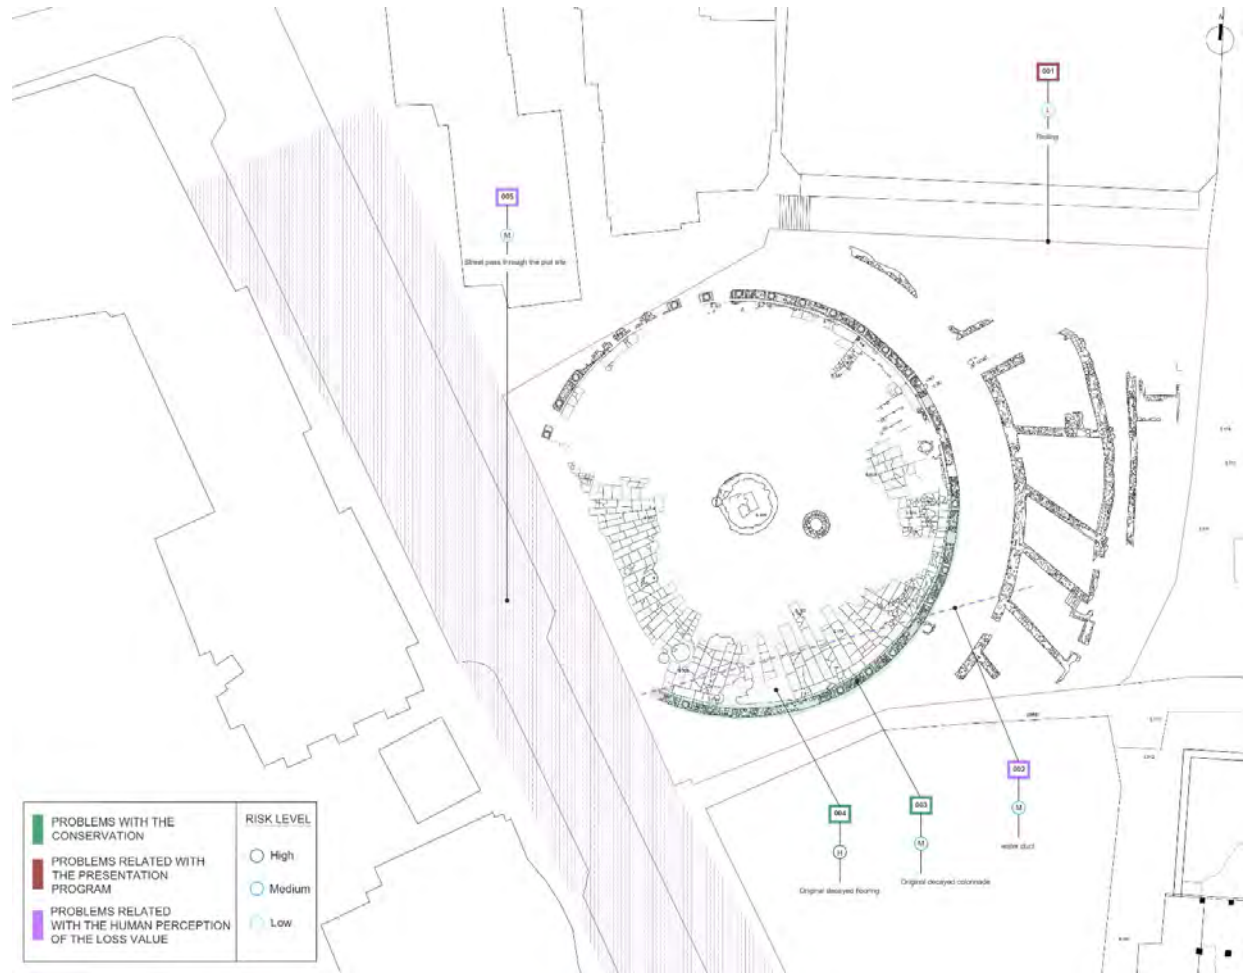 N
001
L
005
M
Street pass through the plot site
002
M
water duct
003
M
Original decayed colonnade
004
H
Original decayed flooring
PROBLEMS WITH THE
CONSERVATION
PROBLEMS RELATED WITH
THE PRESENTATION
PROGRAM
PROBLEMS RELATED
WITH THE HUMAN PERCEPTION
OF THE LOSS VALUE
RISK LEVEL
High
Medium
Low